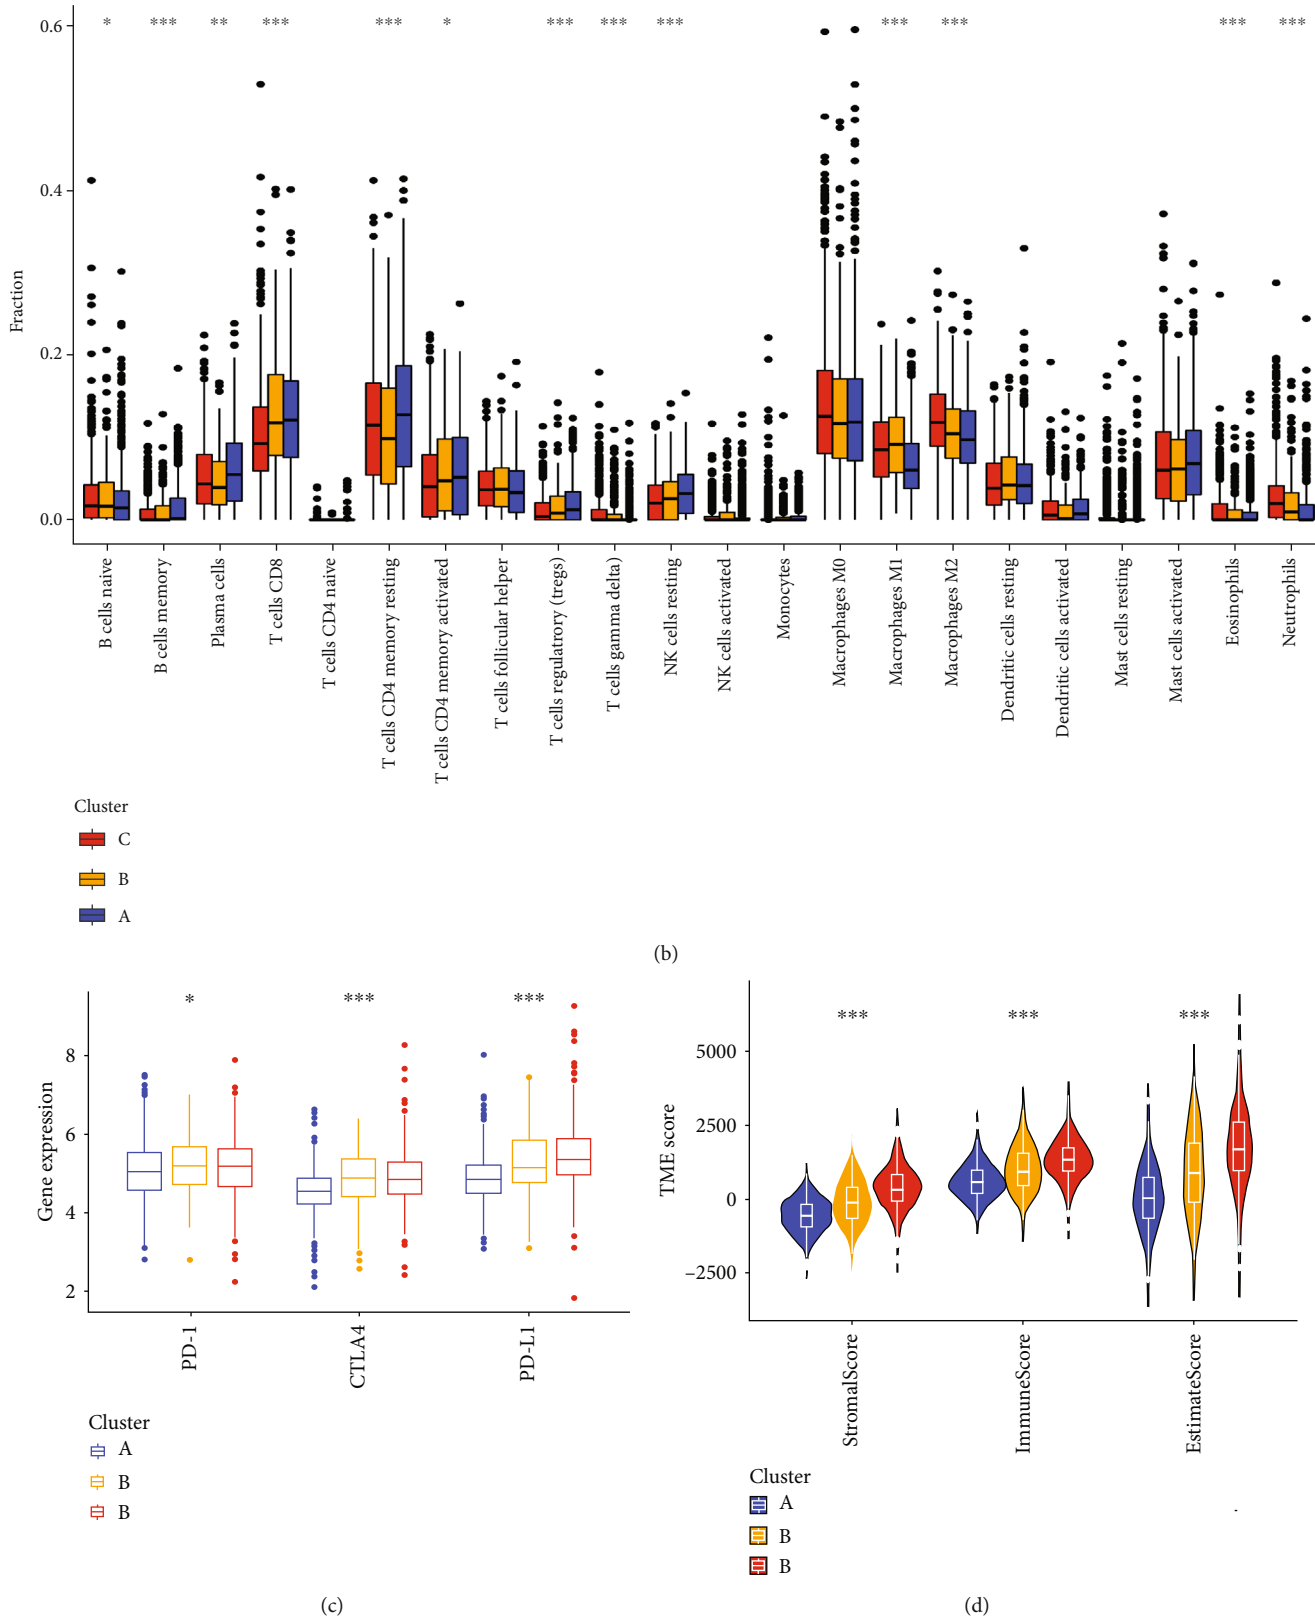 * *** ** *** *** * *** *** *** *** *** *** ***
0.6
0.4
0.2
0.0
Fraction
B cells naive
B cells memory
Plasma cells
T cells CD8
T cells CD4 naive
T cells CD4 memory resting
T cells CD4 memory activated
T cells follicular helper
T cells regulatrory (tregs)
T cells gamma delta)
NK cells resting
NK cells activated
Monocytes
Macrophages M0
Macrophages M1
Macrophages M2
Dendritic cells resting
Dendritic cells activated
Mast cells resting
Mast cells activated
Eosinophils
Neutrophils
Cluster
C
B
A
(b)
* *** ***
8
6
4
2
Gene expression
PD-1
CTLA4
PD-L1
Cluster
A
B
B
(c)
*** *** ***
5000
2500
0
−2500
TME score
StromalScore
ImmuneScore
EstimateScore
Cluster
A
B
B
(d)